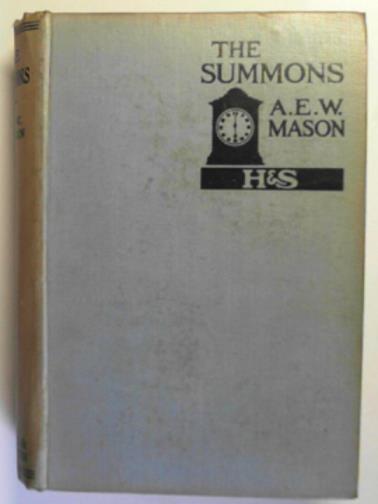 THE
SUMMONS
A.E.W.
MASON
H&S